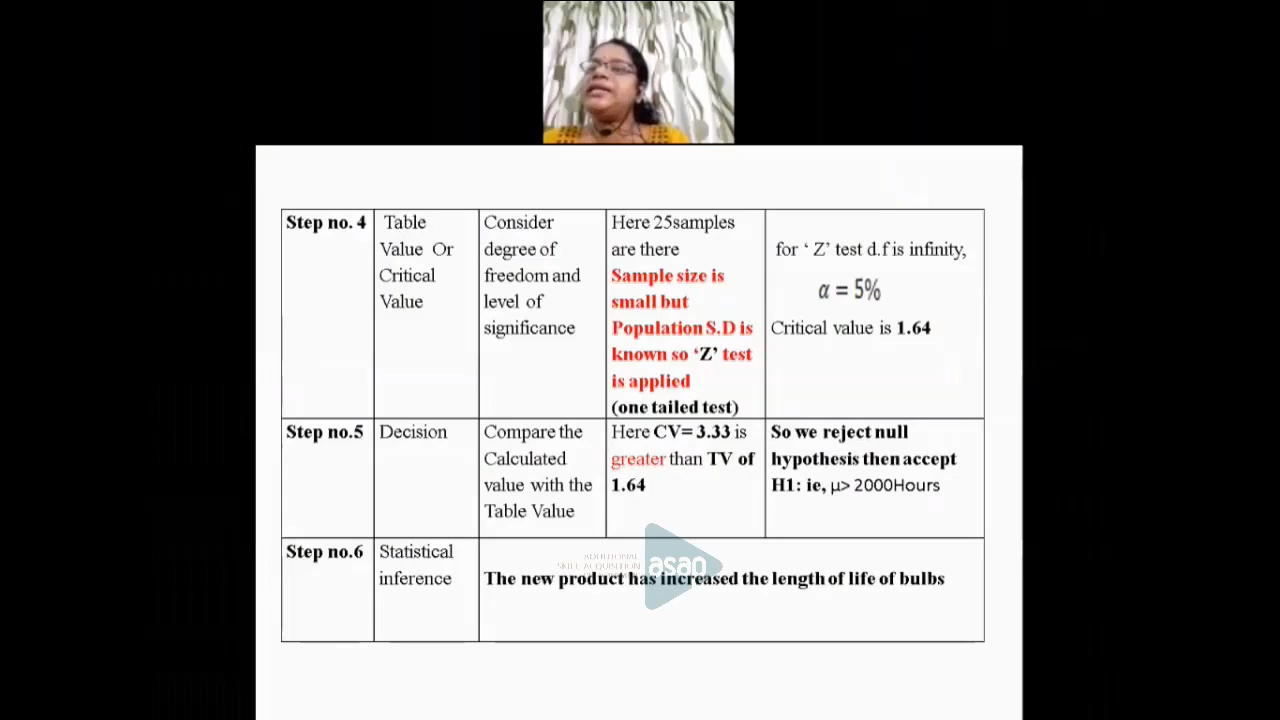 Step no. 4
Table
Value Or
Critical
Value
Consider
degree of
freedom and
level of
significance
Here 25samples
are there
Sample size is
small but
Population S.D is
known so ‘Z’ test
is applied
(one tailed test)
for ‘ Z’ test d.f is infinity,
α = 5%
Critical value is 1.64
Step no.5
Decision
Compare the
Calculated
value with the
Table Value
Here CV= 3.33 is
greater than TV of
1.64
So we reject null
hypothesis then accept
H1: ie, µ> 2000Hours
Step no.6
Statistical
inference
The new product has increased the length of life of bulbs
ADDITIONAL
SKILL ACQUISITION
asap